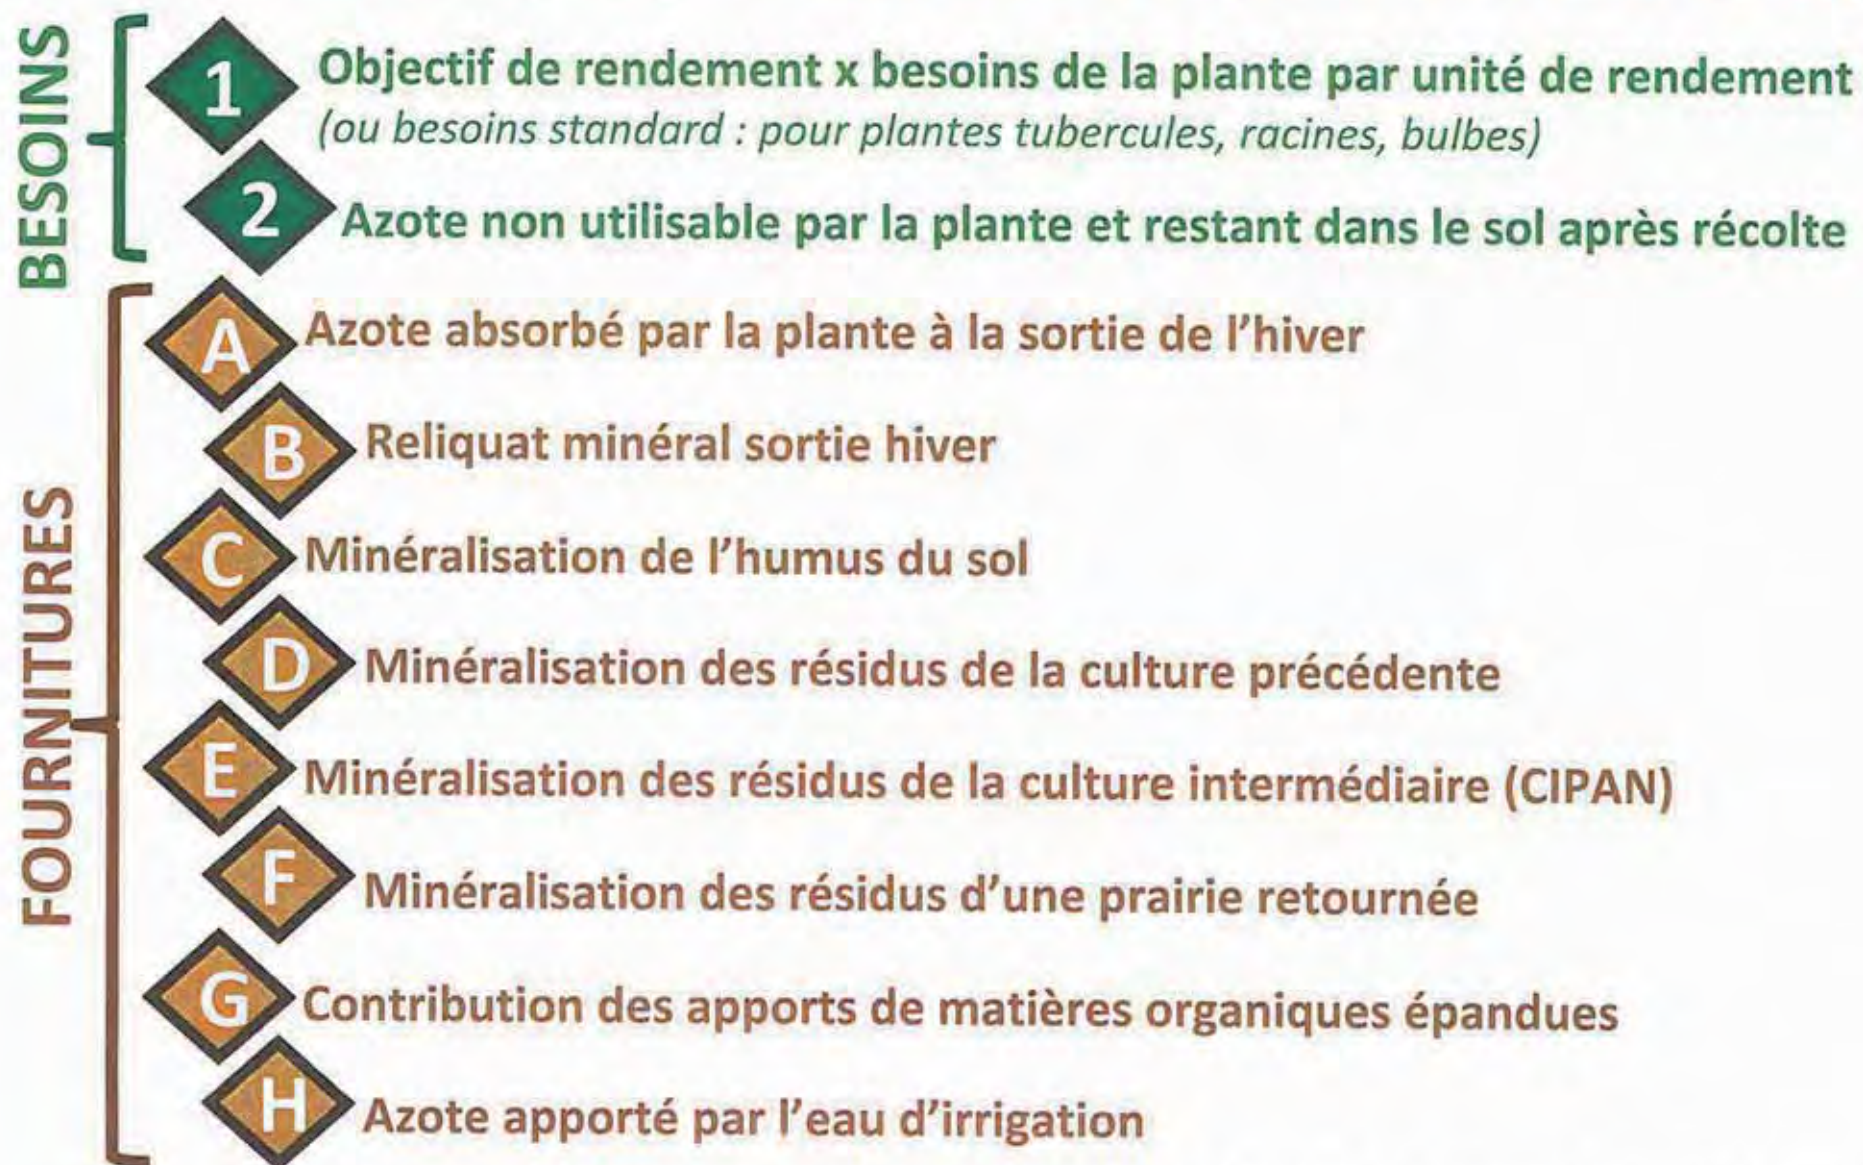 BESOINS
1 Objectif de rendement x besoins de la plante par unité de rendement
(ou besoins standard : pour plantes tubercules, racines, bulbes)
2 Azote non utilisable par la plante et restant dans le sol après récolte
FOURNITURES
A Azote absorbé par la plante à la sortie de l'hiver
B Reliquat minéral sortie hiver
C Minéralisation de l'humus du sol
D Minéralisation des résidus de la culture précédente
E Minéralisation des résidus de la culture intermédiaire (CIPAN)
F Minéralisation des résidus d'une prairie retournée
G Contribution des apports de matières organiques épandues
H Azote apporté par l'eau d'irrigation